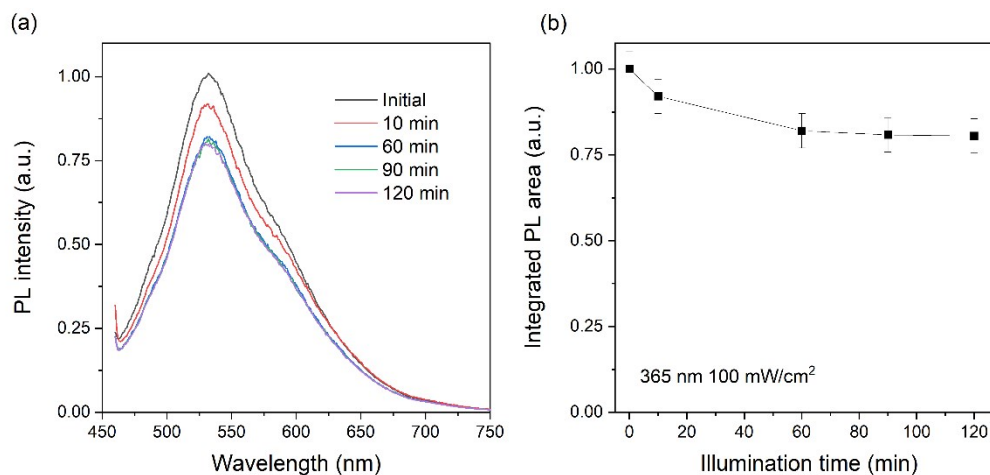 (a)
PL intensity (a.u.)
1.00
0.75
0.50
0.25
0.00
Initial
10 min
60 min
90 min
120 min
450 500 550 600 650 700 750
Wavelength (nm)
(b)
Integrated PL area (a.u.)
1.00
0.75
0.50
0.25
0.00
365 nm 100 mW/cm²
0 20 40 60 80 100 120
Illumination time (min)